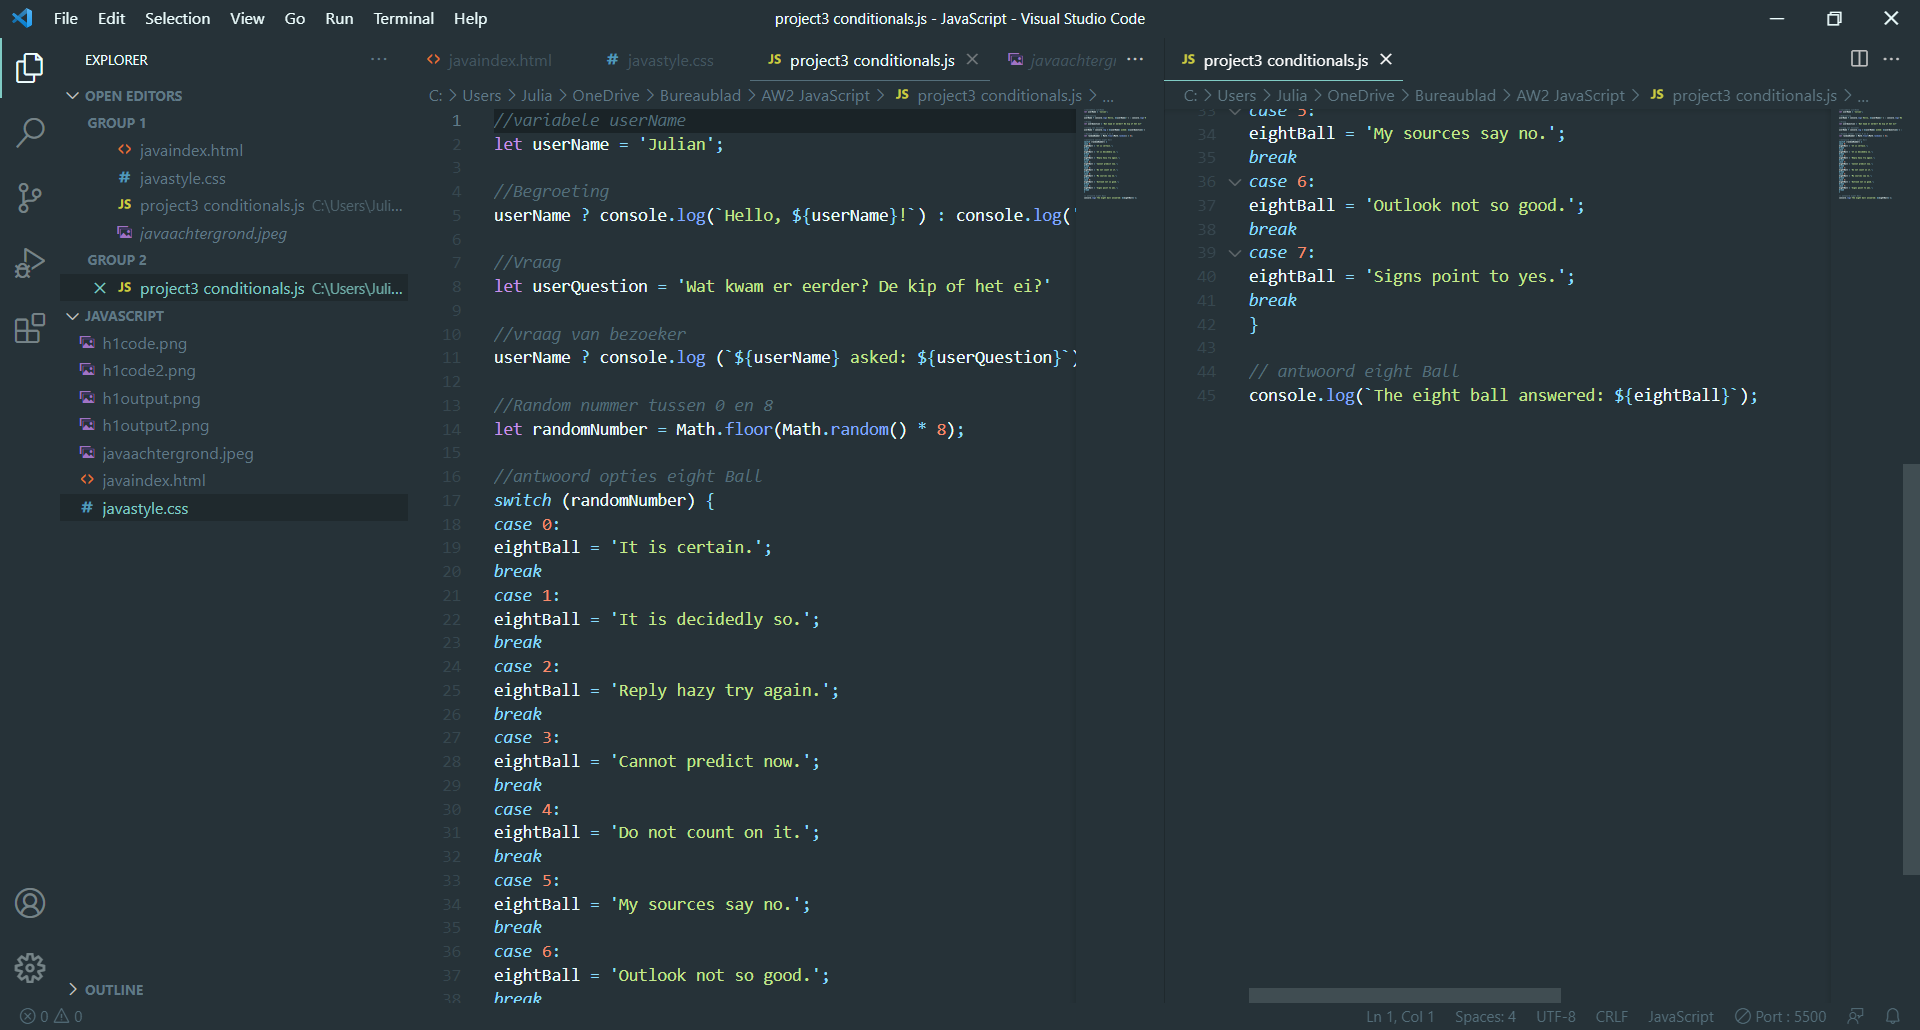 File Edit Selection View Go Run Terminal Help
project3 conditionals.js - JavaScript - Visual Studio Code
EXPLORER
OPEN EDITORS
GROUP 1
javaindex.html
javastyle.css
project3 conditionals.js C:\Users\Juli...
javaachtergrond.jpeg
GROUP 2
project3 conditionals.js C:\Users\Juli...
JAVASCRIPT
h1code.png
h1code2.png
h1output.png
h1output2.png
javaachtergrond.jpeg
javaindex.html
javastyle.css
OUTLINE
javaindex.html
javastyle.css
JS project3 conditionals.js
javaachtergr
C: > Users > Julia > OneDrive > Bureaublad > AW2 JavaScript > JS project3 conditionals.js > ...
1 //variabele userName
2 let userName = 'Julian';
3
4 //Begroeting
5 userName ? console.log(`Hello, ${userName}!`) : console.log('
6
7 //Vraag
8 let userQuestion = 'Wat kwam er eerder? De kip of het ei?'
9
10 //vraag van bezoeker
11 userName ? console.log (`${userName} asked: ${userQuestion}`)
12
13 //Random nummer tussen 0 en 8
14 let randomNumber = Math.floor(Math.random() * 8);
15
16 //antwoord opties eight Ball
17 switch (randomNumber) {
18 case 0:
19 eightBall = 'It is certain.';
20 break
21 case 1:
22 eightBall = 'It is decidedly so.';
23 break
24 case 2:
25 eightBall = 'Reply hazy try again.';
26 break
27 case 3:
28 eightBall = 'Cannot predict now.';
29 break
30 case 4:
31 eightBall = 'Do not count on it.';
32 break
33 case 5:
34 eightBall = 'My sources say no.';
35 break
36 case 6:
37 eightBall = 'Outlook not so good.';
38 break
JS project3 conditionals.js
C: > Users > Julia > OneDrive > Bureaublad > AW2 JavaScript > JS project3 conditionals.js > ...
33 case 5:
34 eightBall = 'My sources say no.';
35 break
36 case 6:
37 eightBall = 'Outlook not so good.';
38 break
39 case 7:
40 eightBall = 'Signs point to yes.';
41 break
42 }
43
44 // antwoord eight Ball
45 console.log(`The eight ball answered: ${eightBall}`);
0 0
Ln 1, Col 1 Spaces: 4 UTF-8 CRLF JavaScript Port : 5500